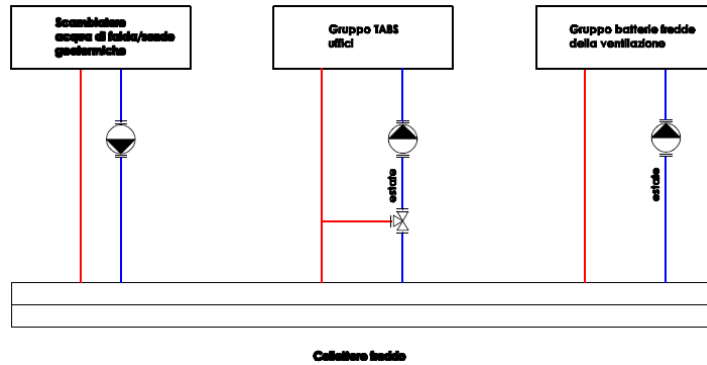 Scambiatore
acqua di falda/sonde
geotermiche
Gruppo TABS
uffici
Gruppo batterie fredde
della ventilazione
estate
estate
Collettore freddo